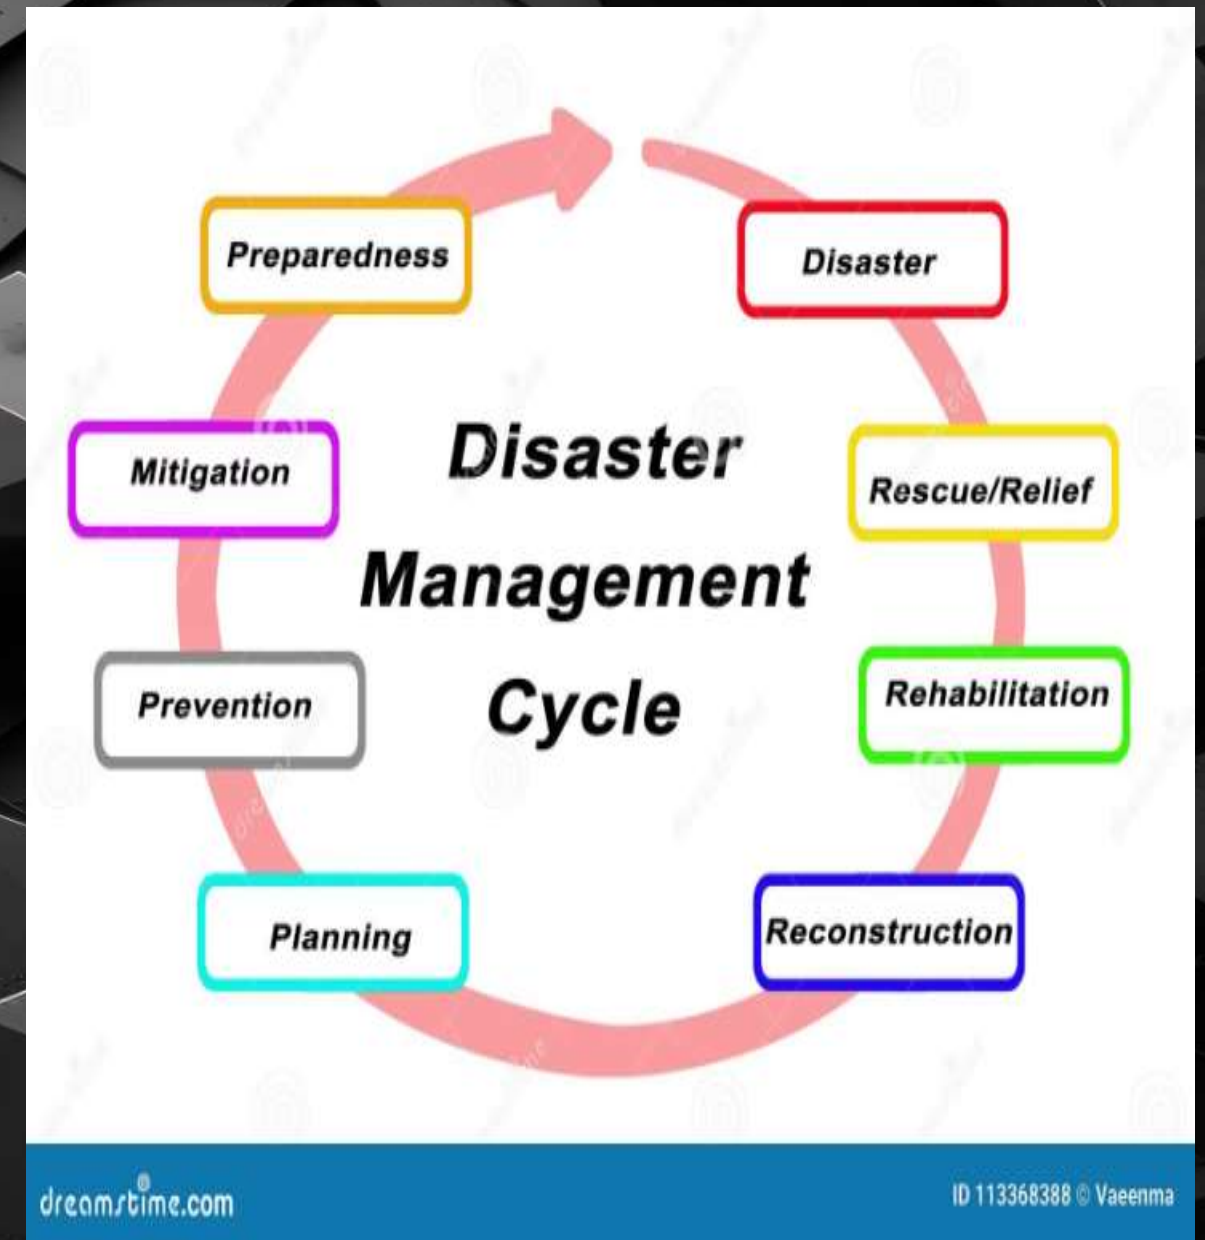 Preparedness
Disaster
Mitigation
Disaster
Management
Cycle
Rescue/Relief
Prevention
Rehabilitation
Planning
Reconstruction
dreamstime.com
ID 113368388 © Vaeenma